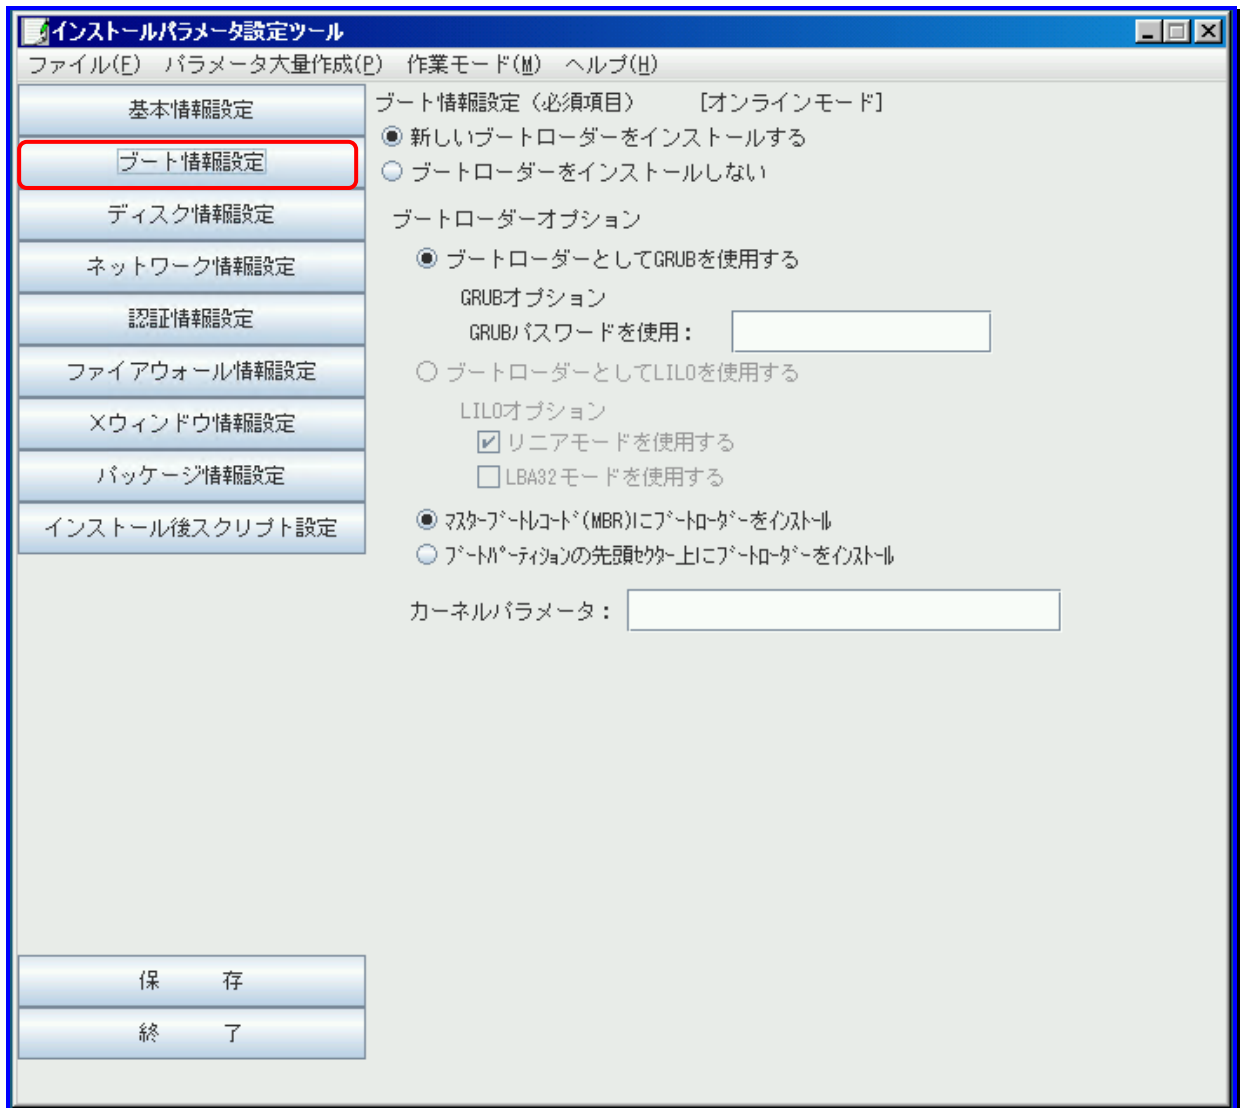 インストールパラメータ設定ツール
ファイル(F) パラメータ大量作成(P) 作業モード(M) ヘルプ(H)
基本情報設定
ブート情報設定
ディスク情報設定
ネットワーク情報設定
認証情報設定
ファイアウォール情報設定
Xウィンドウ情報設定
パッケージ情報設定
インストール後スクリプト設定
保 存
終 了
ブート情報設定（必須項目） [オンラインモード]
新しいブートローダーをインストールする
ブートローダーをインストールしない
ブートローダーオプション
ブートローダーとしてGRUBを使用する
GRUBオプション
GRUBパスワードを使用：
ブートローダーとしてLILOを使用する
LILOオプション
リニアモードを使用する
LBA32モードを使用する
ﾏｽﾀｰﾌﾞｰﾄﾚｺｰﾄﾞ(MBR)にﾌﾞｰﾄﾛｰﾀﾞｰをｲﾝｽﾄｰﾙ
ﾌﾞｰﾄﾊﾟｰﾃｨｼｮﾝの先頭ｾｸﾀｰ上にﾌﾞｰﾄﾛｰﾀﾞｰをｲﾝｽﾄｰﾙ
カーネルパラメータ：